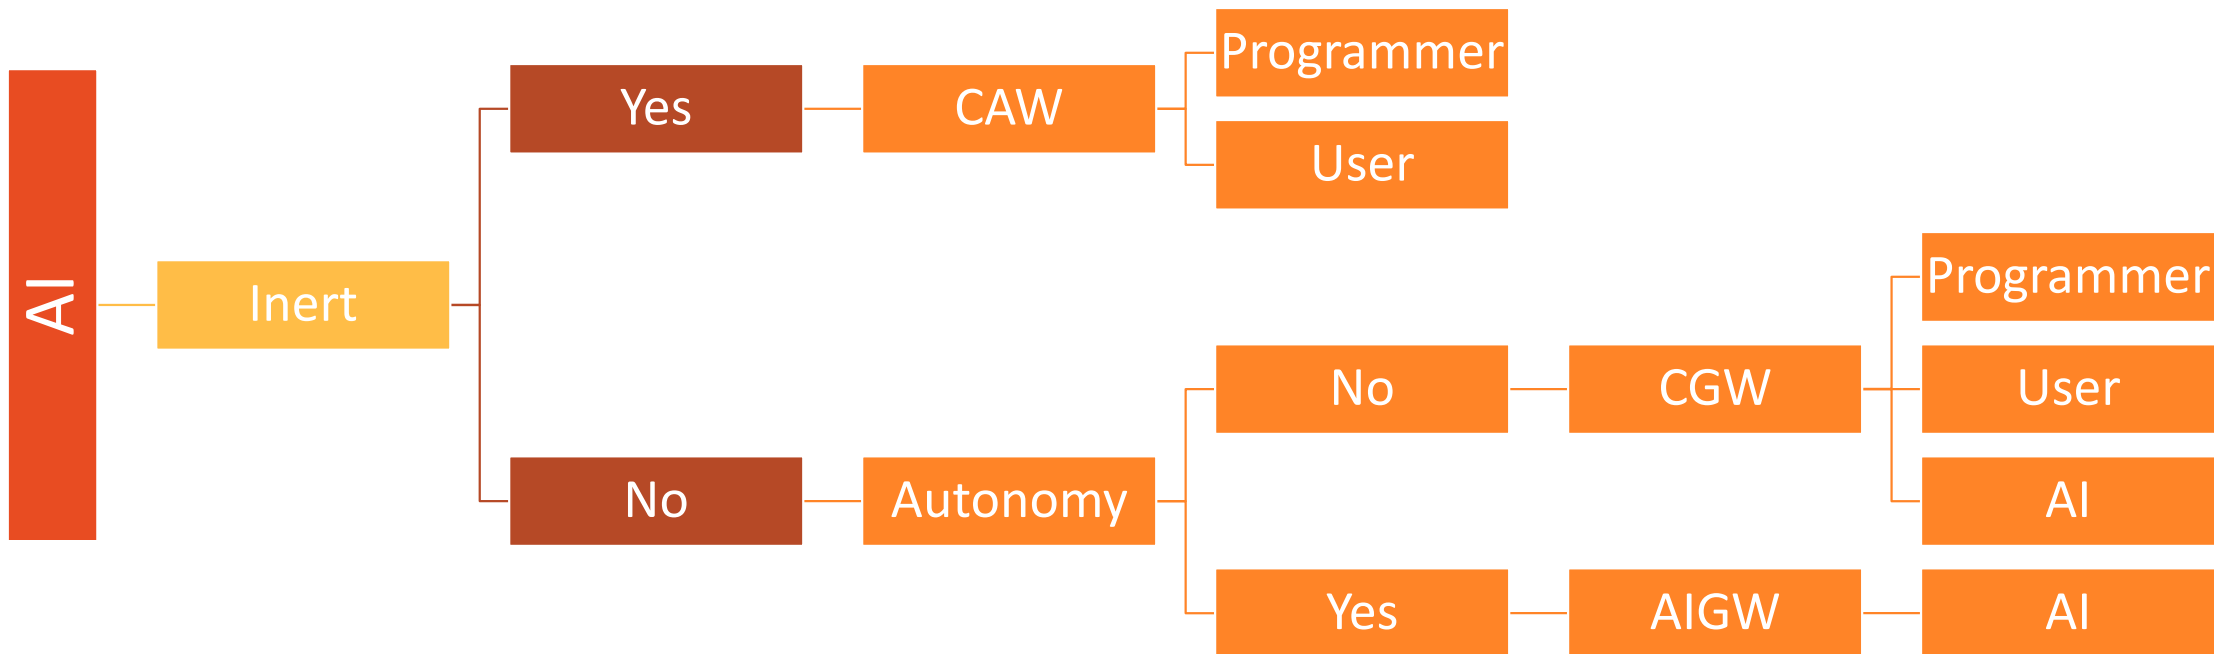 AI
Inert
Yes
CAW
Programmer
User
No
Autonomy
No
CGW
Programmer
User
AI
Yes
AIGW
AI